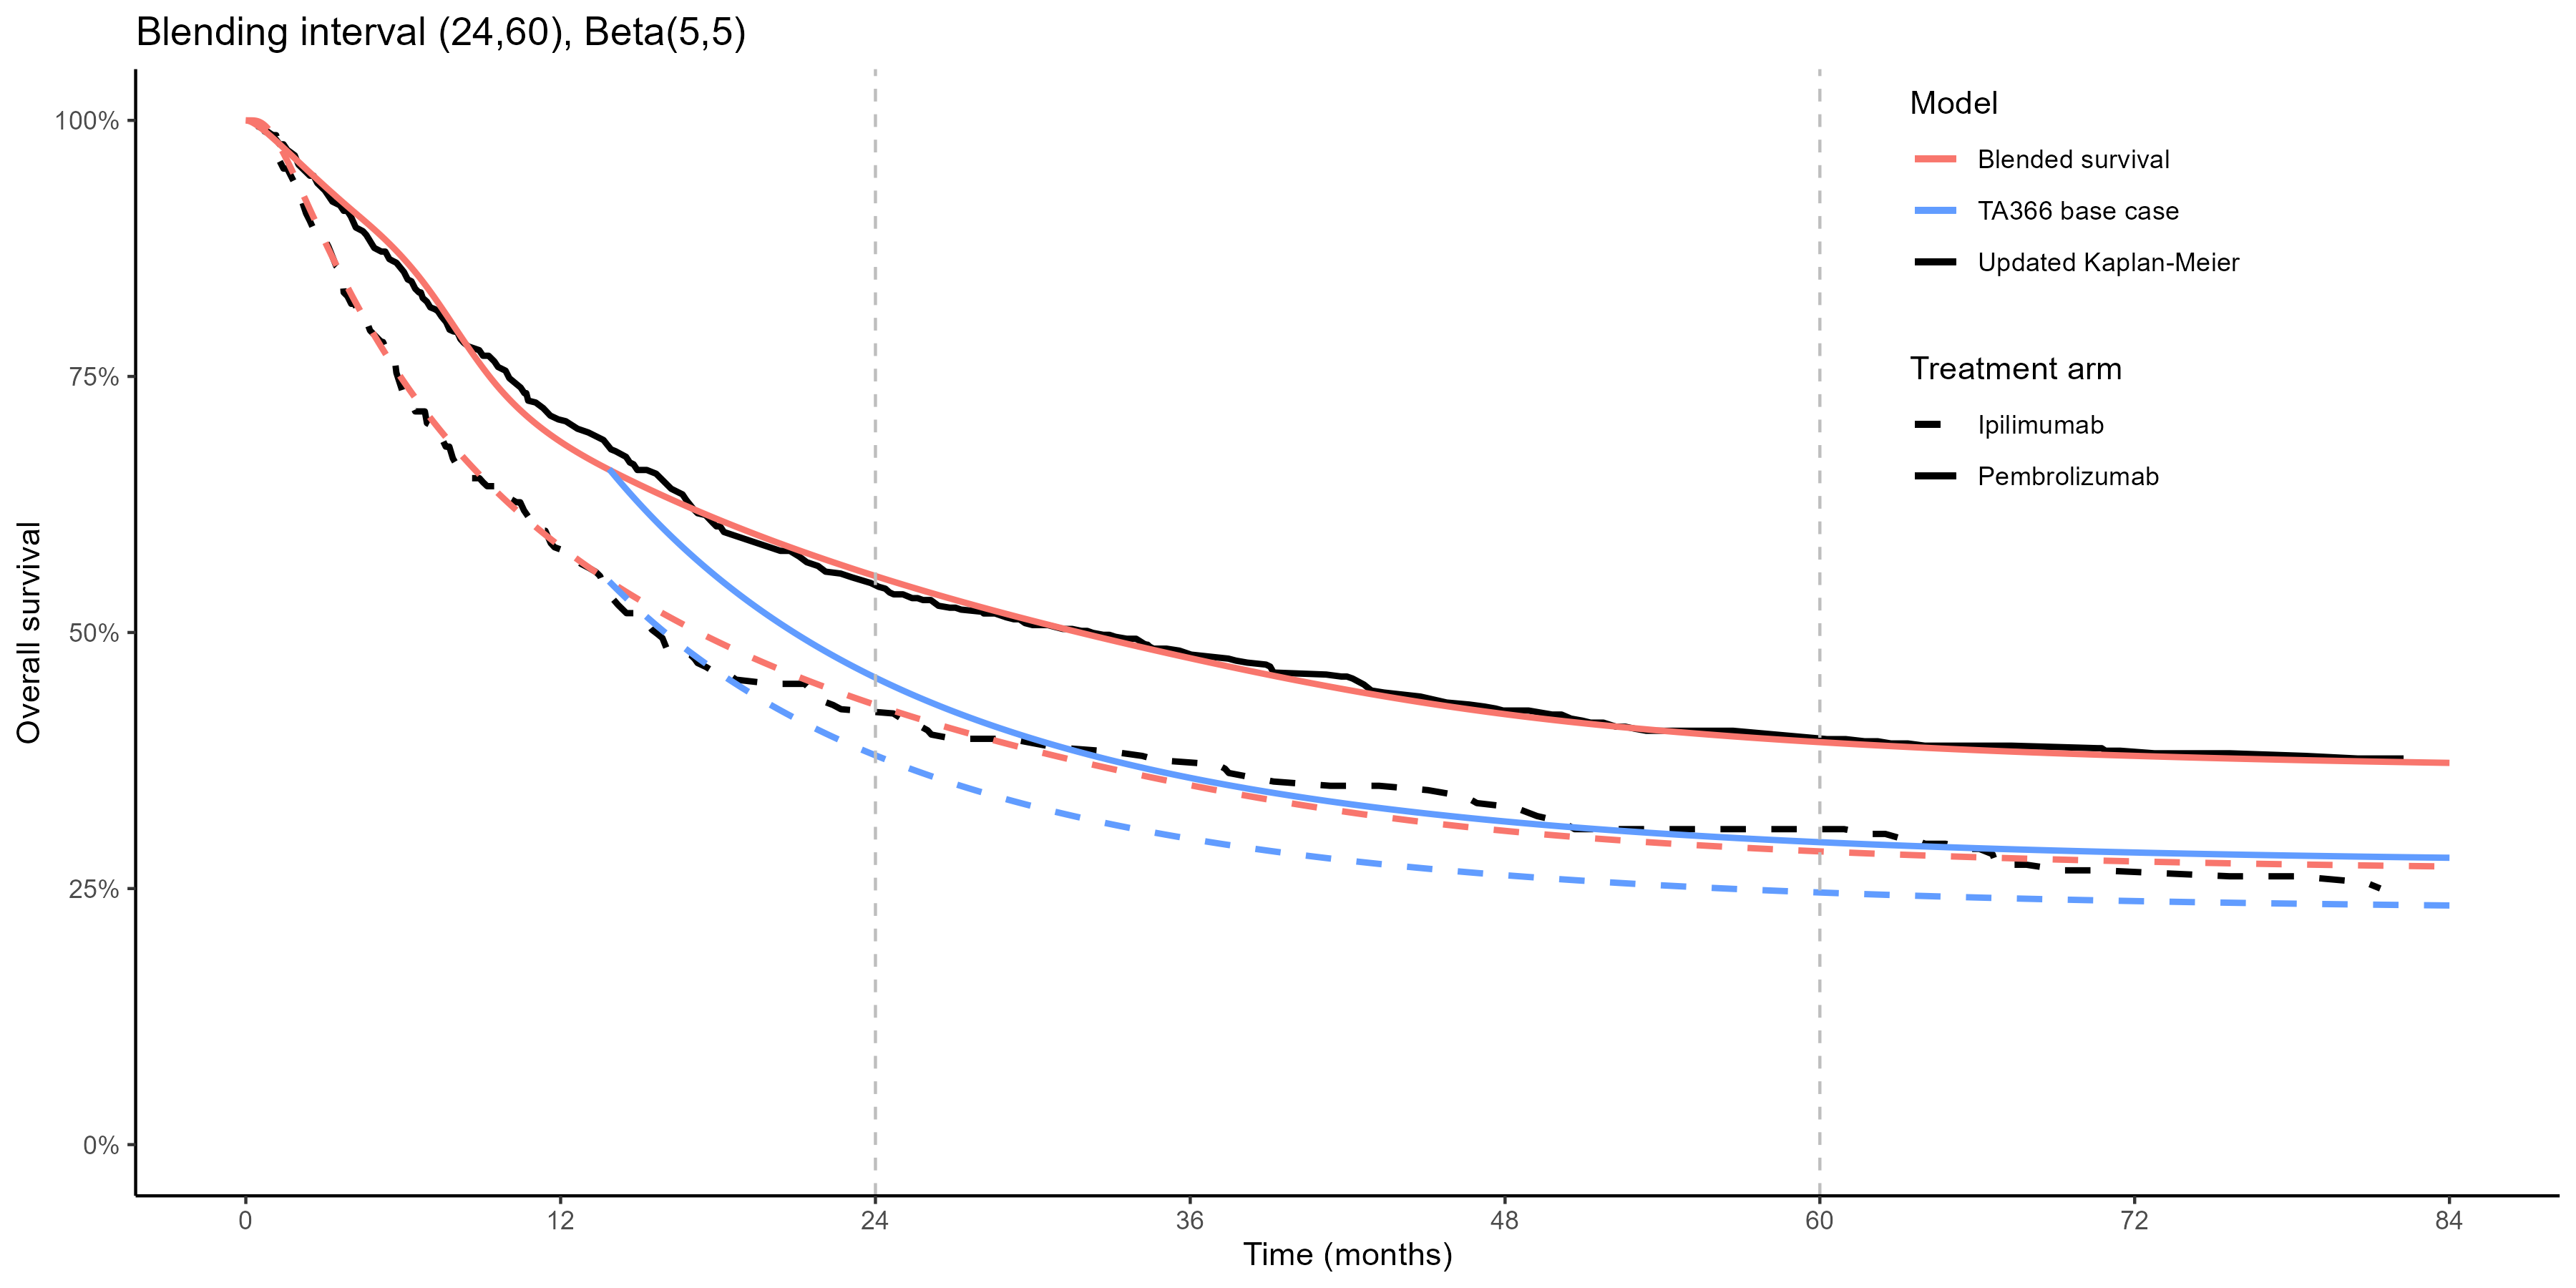 Blending interval (24,60), Beta(5,5)
Model
Blended survival
TA366 base case
Updated Kaplan-Meier
Treatment arm
Ipilimumab
Pembrolizumab
Overall survival
100%
75%
50%
25%
0%
0 12 24 36 48 60 72 84
Time (months)